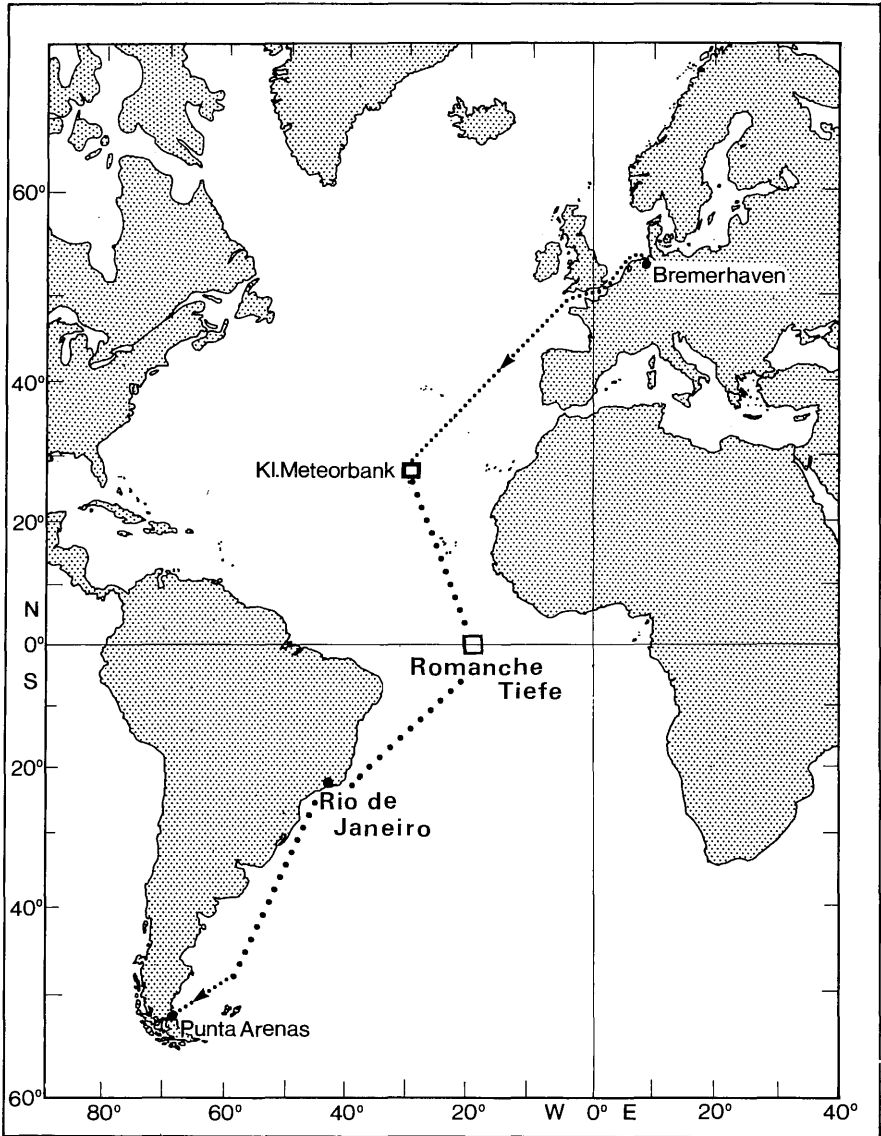 60°
Bremerhaven
40°
Kl.Meteorbank
20°
N
0°
S
Romanche
Tiefe
20°
Rio de
Janeiro
40°
Punta Arenas
60°
80° 60° 40° 20° W 0° E 20° 40°